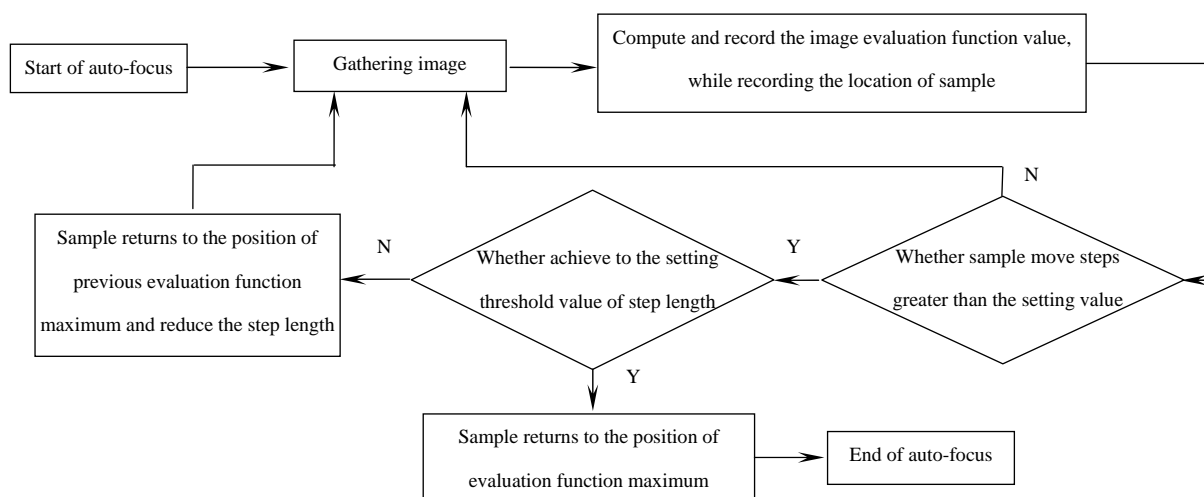 Start of auto-focus
Gathering image
Compute and record the image evaluation function value,
while recording the location of sample
N
Whether sample move steps
greater than the setting value
Y
Whether achieve to the setting
threshold value of step length
N
Sample returns to the position of
previous evaluation function
maximum and reduce the step length
Y
Sample returns to the position of
evaluation function maximum
End of auto-focus